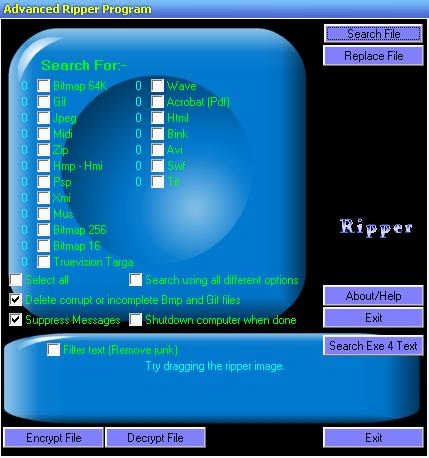 Advanced Ripper Program
Search File
Replace File
Search For:-
0 Bitmap 64K
0 Gif
0 Jpeg
0 Midi
0 Zip
0 Hmp - Hmi
0 Psp
0 Xmi
0 Mus
0 Bitmap 256
0 Bitmap 16
0 Truevision Targa
0 Wave
0 Acrobat (Pdf)
0 Html
0 Bink
0 Avi
0 Swf
0 Tif
Ripper
Select all
Search using all different options
Delete corrupt or incomplete Bmp and Gif files
Suppress Messages
Shutdown computer when done
About/Help
Exit
Search Exe 4 Text
Filter text (Remove junk)
Try dragging the ripper image.
Encrypt File
Decrypt File
Exit